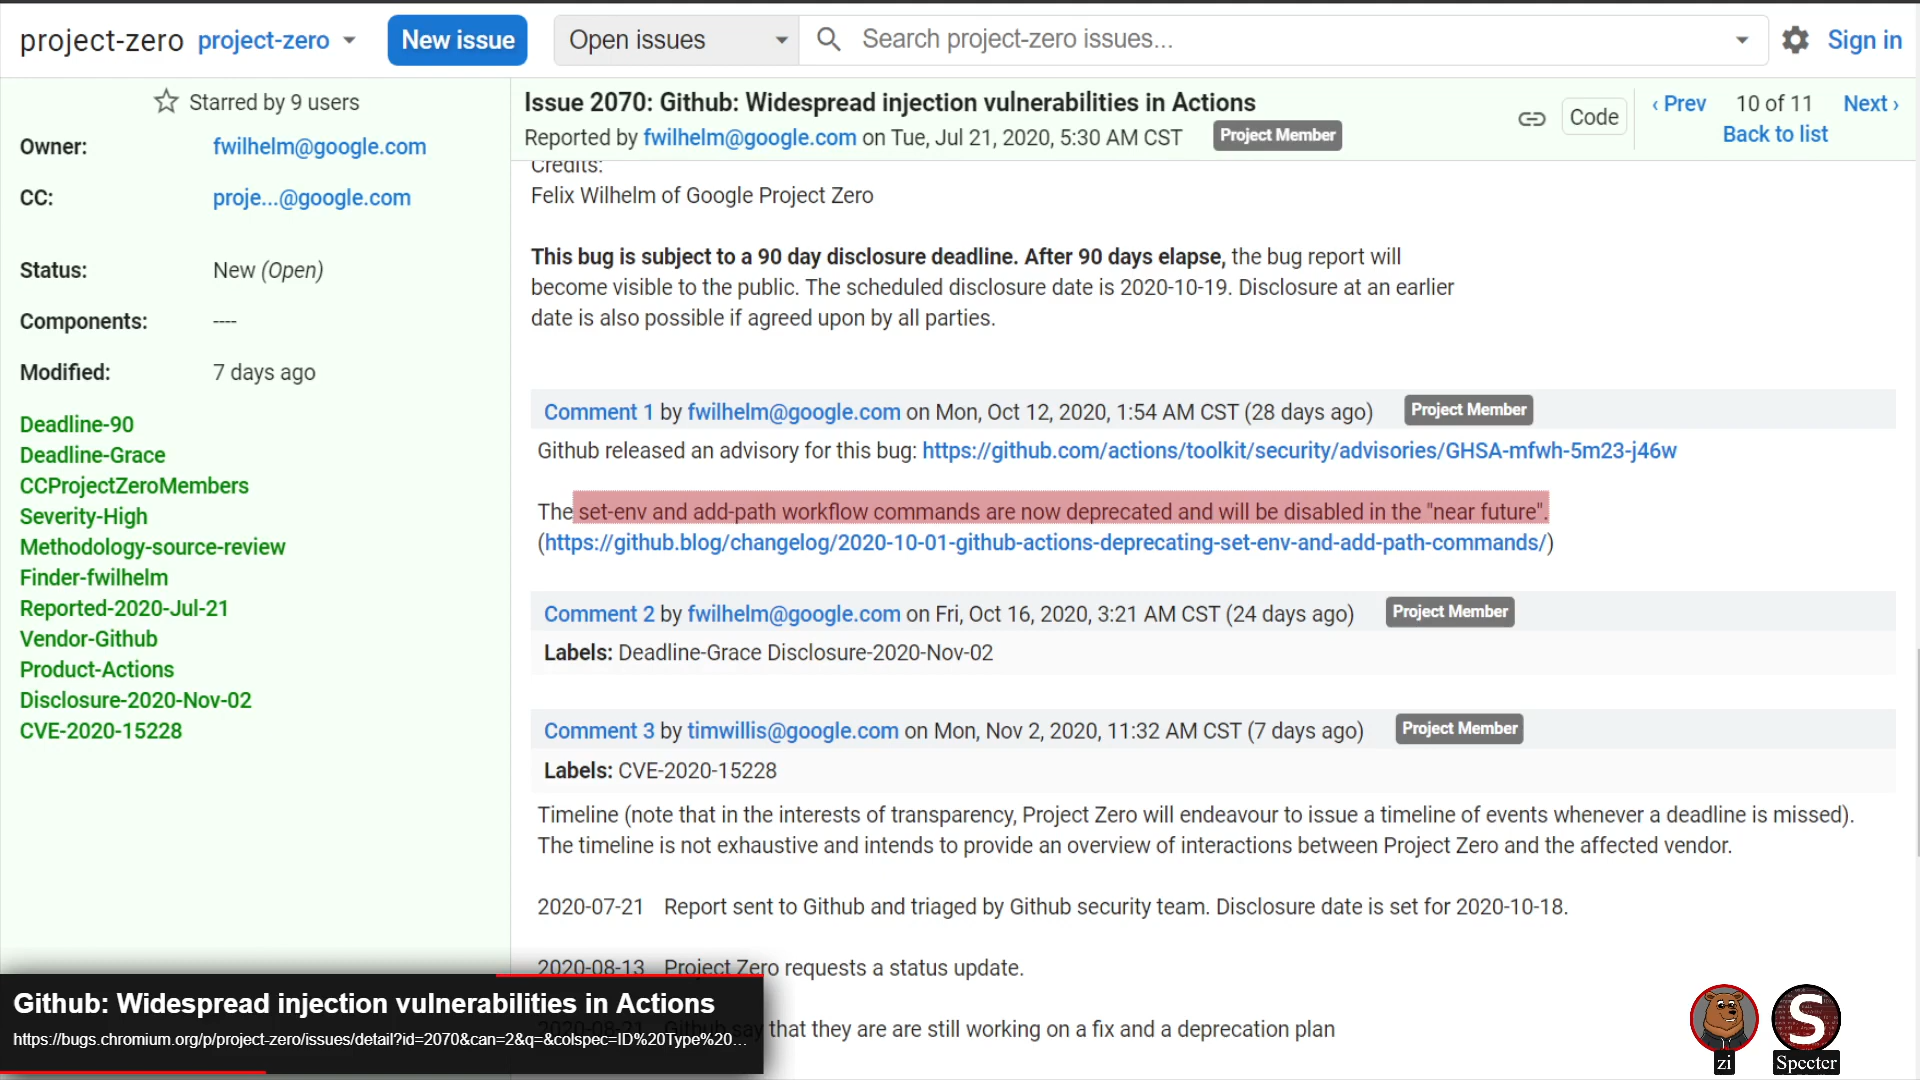 project-zero project-zero New issue Open issues Search project-zero issues... Sign in
Starred by 9 users
Owner: fwilhelm@google.com
CC: proje...@google.com
Status: New (Open)
Components: ----
Modified: 7 days ago
Deadline-90
Deadline-Grace
CCProjectZeroMembers
Severity-High
Methodology-source-review
Finder-fwilhelm
Reported-2020-Jul-21
Vendor-Github
Product-Actions
Disclosure-2020-Nov-02
CVE-2020-15228
Issue 2070: Github: Widespread injection vulnerabilities in Actions
Reported by fwilhelm@google.com on Tue, Jul 21, 2020, 5:30 AM CST Project Member
Code
‹ Prev 10 of 11 Next ›
Back to list
Credits:
Felix Wilhelm of Google Project Zero
This bug is subject to a 90 day disclosure deadline. After 90 days elapse, the bug report will
become visible to the public. The scheduled disclosure date is 2020-10-19. Disclosure at an earlier
date is also possible if agreed upon by all parties.
Comment 1 by fwilhelm@google.com on Mon, Oct 12, 2020, 1:54 AM CST (28 days ago) Project Member
Github released an advisory for this bug: https://github.com/actions/toolkit/security/advisories/GHSA-mfwh-5m23-j46w
The set-env and add-path workflow commands are now deprecated and will be disabled in the "near future".
(https://github.blog/changelog/2020-10-01-github-actions-deprecating-set-env-and-add-path-commands/)
Comment 2 by fwilhelm@google.com on Fri, Oct 16, 2020, 3:21 AM CST (24 days ago) Project Member
Labels: Deadline-Grace Disclosure-2020-Nov-02
Comment 3 by timwillis@google.com on Mon, Nov 2, 2020, 11:32 AM CST (7 days ago) Project Member
Labels: CVE-2020-15228
Timeline (note that in the interests of transparency, Project Zero will endeavour to issue a timeline of events whenever a deadline is missed).
The timeline is not exhaustive and intends to provide an overview of interactions between Project Zero and the affected vendor.
2020-07-21 Report sent to Github and triaged by Github security team. Disclosure date is set for 2020-10-18.
2020-08-13 Project Zero requests a status update.
2020-08-21 Github say that they are are still working on a fix and a deprecation plan
Github: Widespread injection vulnerabilities in Actions
https://bugs.chromium.org/p/project-zero/issues/detail?id=2070&can=2&q=&colspec=ID%20Type%20...
S
zi
Specter